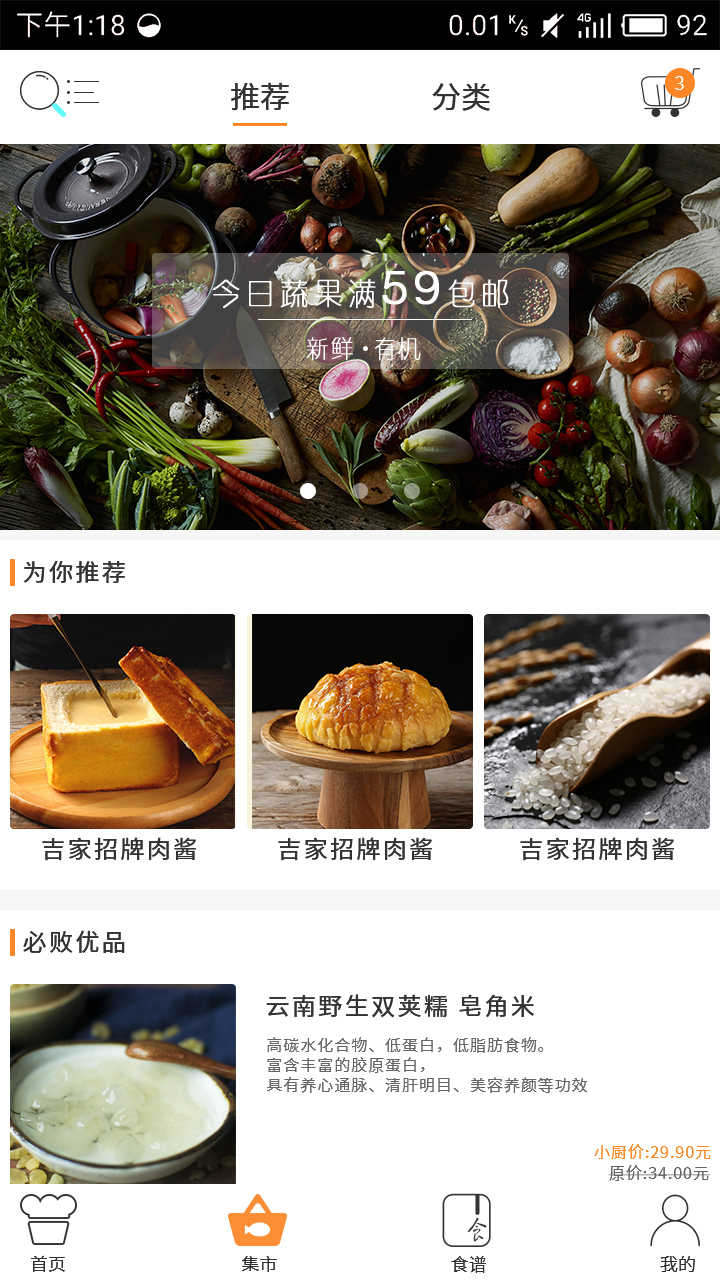 下午1:18
0.01 K/s 4G 92
推荐
分类
3
今日蔬果满59包邮
新鲜·有机
为你推荐
吉家招牌肉酱
吉家招牌肉酱
吉家招牌肉酱
必败优品
云南野生双荚糯 皂角米
高碳水化合物、低蛋白，低脂肪食物。
富含丰富的胶原蛋白，
具有养心通脉、清肝明目、美容养颜等功效
小厨价:29.90元
原价:34.00元
食
首页
集市
食谱
我的